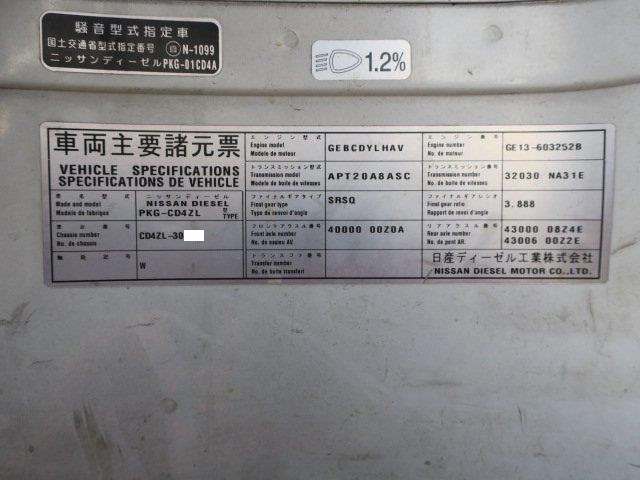 騒音型式指定車
国土交通省型式指定番号 自 N-1099
ニッサンディーゼル PKG-01CD4A
1.2%
車両主要諸元票
VEHICLE SPECIFICATIONS
SPECIFICATIONS DE VEHICLE
車名型式 ニッサンディーゼル
Make and model NISSAN DIESEL 型
Modele de fabrique PKG-CD4ZL TYPE
車台番号
Chassis number CD4ZL-30
No. de chassis
W
エンジン型式
Engine model GEBCDYLHAV
Modele de moteur
トランスミッション型式
Transmission model APT20A8ASC
Modele de boite de vitesses
ファイナルギアタイプ
Final gear type SRSQ
Type de renvoi d'angle
フロントアクスル番号
Front axle number 40000 00Z0A
No. de essieu AV.
トランスファ番号
Transfer number
No. de boite transfert
エンジン番号
Engine number GE13-603252B
No. de moteur
トランスミッション番号
Transmission number 32030 NA31E
No. de boite de vitesses
ファイナルギアレシオ
Final gear ratio 3.888
Rapport de renvoi d'angle
リアアクスル番号 43000 08Z4E
Rear axle number
No. de pont AR. 43006 00Z2E
日産ディーゼル工業株式会社
NISSAN DIESEL MOTOR CO.,LTD.